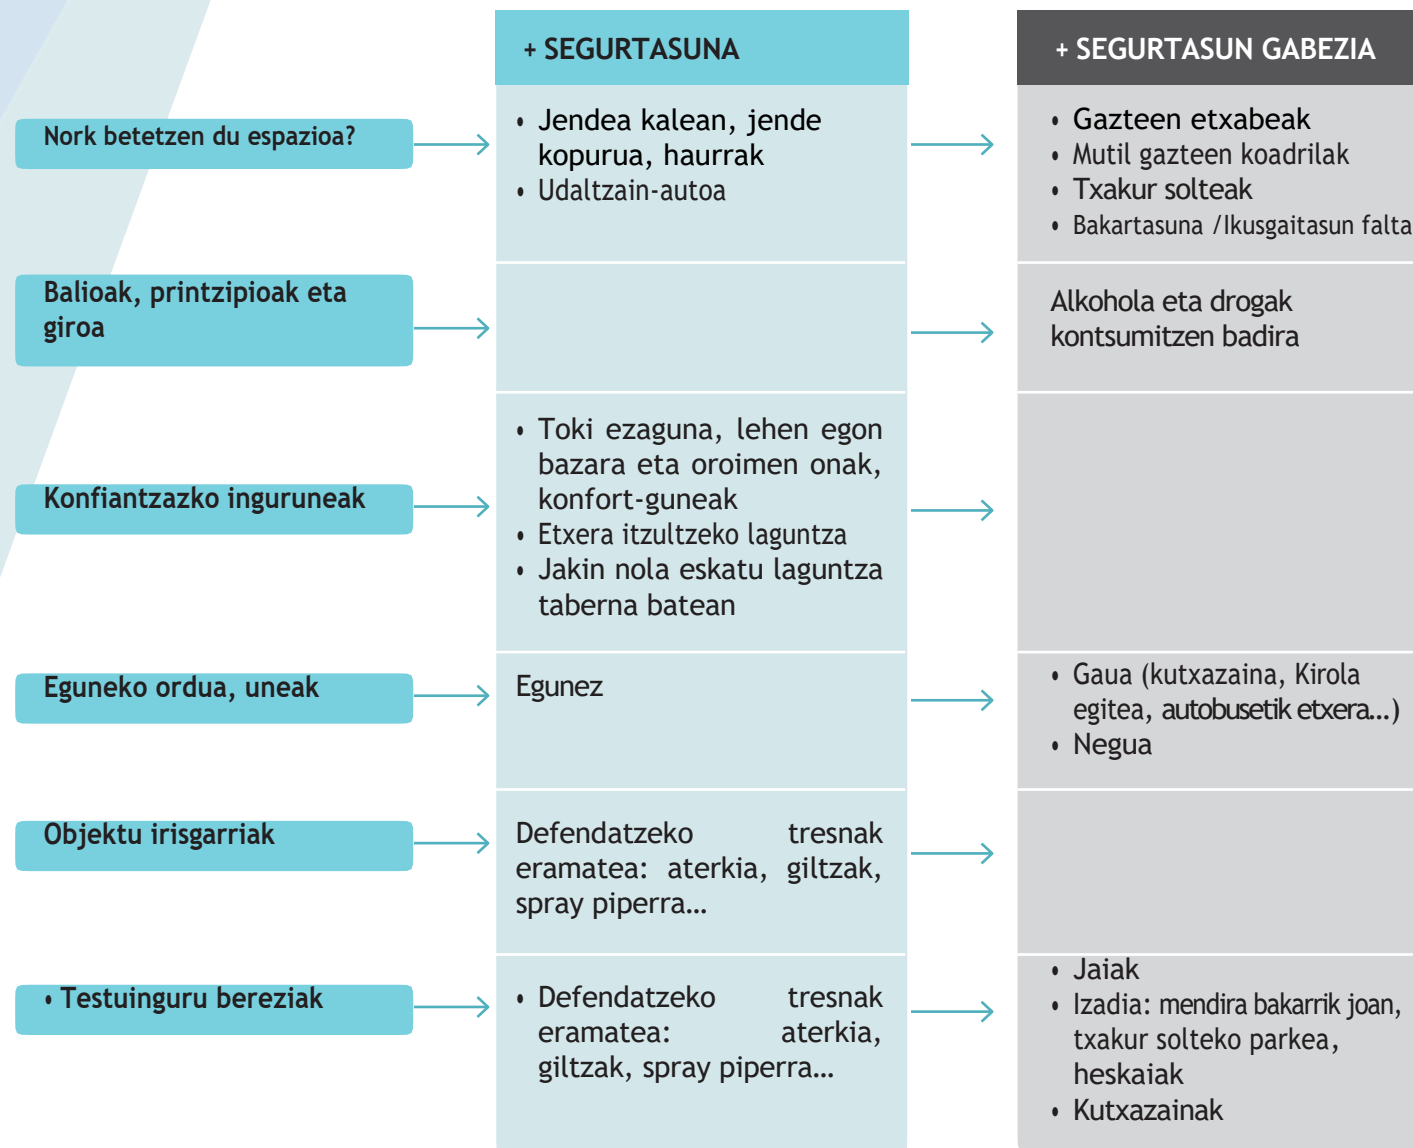 + SEGURTASUNA
+ SEGURTASUN GABEZIA
Nork betetzen du espazioa?
• Jendea kalean, jende
kopurua, haurrak
• Udaltzain-autoa
• Gazteen etxabeak
• Mutil gazteen koadrilak
• Txakur solteak
• Bakartasuna /Ikusgaitasun falta
Balioak, printzipioak eta
giroa
Alkohola eta drogak
kontsumitzen badira
Konfiantzazko inguruneak
• Toki ezaguna, lehen egon
bazara eta oroimen onak,
konfort-guneak
• Etxera itzultzeko laguntza
• Jakin nola eskatu laguntza
taberna batean
Eguneko ordua, uneak
Egunez
• Gaua (kutxazaina, Kirola
egitea, autobusetik etxera...)
• Negua
Objektu irisgarriak
Defendatzeko tresnak
eramatea: aterkia, giltzak,
spray piperra...
• Testuinguru bereziak
• Defendatzeko tresnak
eramatea: aterkia,
giltzak, spray piperra...
• Jaiak
• Izadia: mendira bakarrik joan,
txakur solteko parkea,
heskaiak
• Kutxazainak